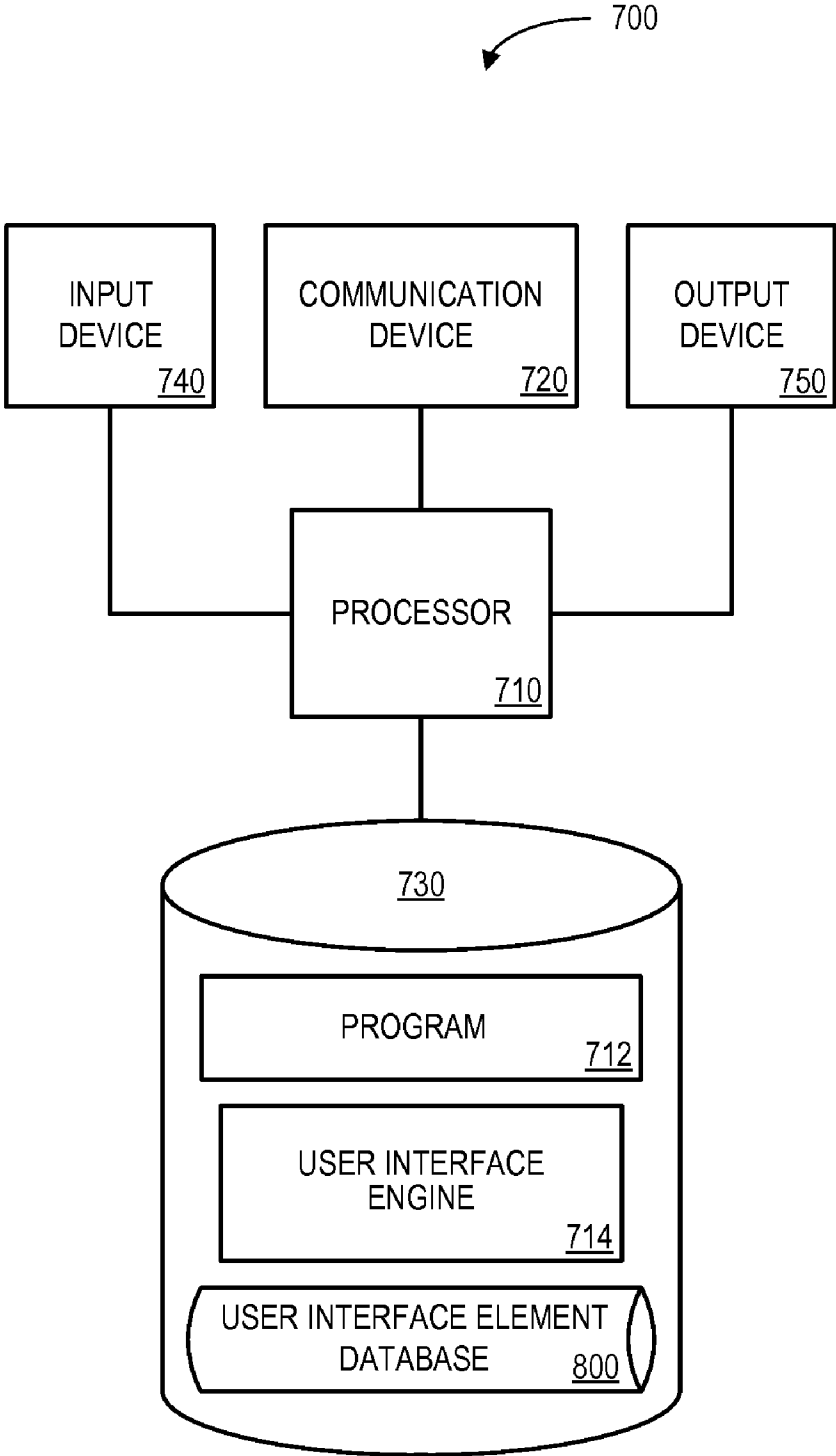 700
INPUT
DEVICE
740
COMMUNICATION
DEVICE
720
OUTPUT
DEVICE
750
PROCESSOR
710
730
PROGRAM
712
USER INTERFACE
ENGINE
714
USER INTERFACE ELEMENT
DATABASE
800